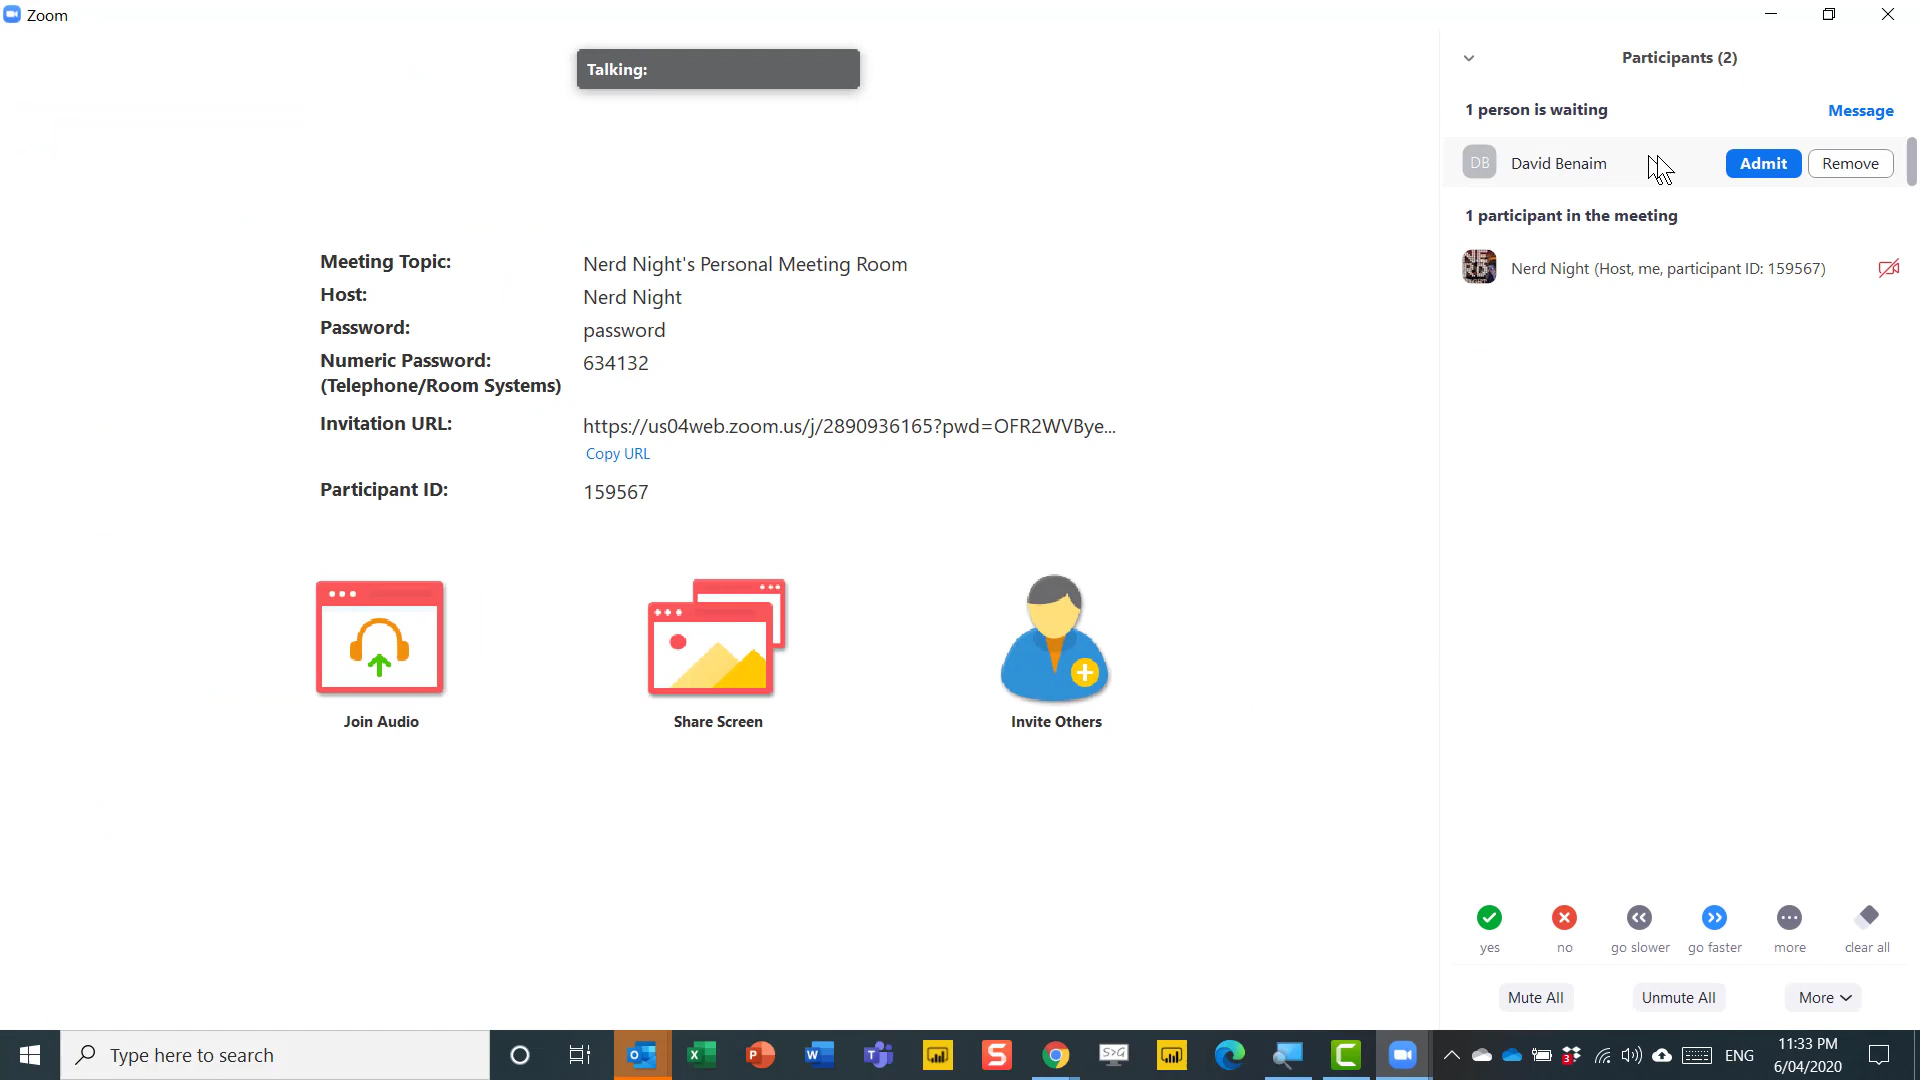 Zoom
Talking:
Meeting Topic: Nerd Night's Personal Meeting Room
Host: Nerd Night
Password: password
Numeric Password: 634132
(Telephone/Room Systems)
Invitation URL: https://us04web.zoom.us/j/2890936165?pwd=OFR2WVBye...
Copy URL
Participant ID: 159567
Join Audio
Share Screen
Invite Others
Participants (2)
1 person is waiting Message
DB David Benaim Admit Remove
1 participant in the meeting
NE
RD
Nerd Night (Host, me, participant ID: 159567)
yes no go slower go faster more clear all
Mute All Unmute All More
Type here to search
S>G
3
ENG
11:33 PM
6/04/2020